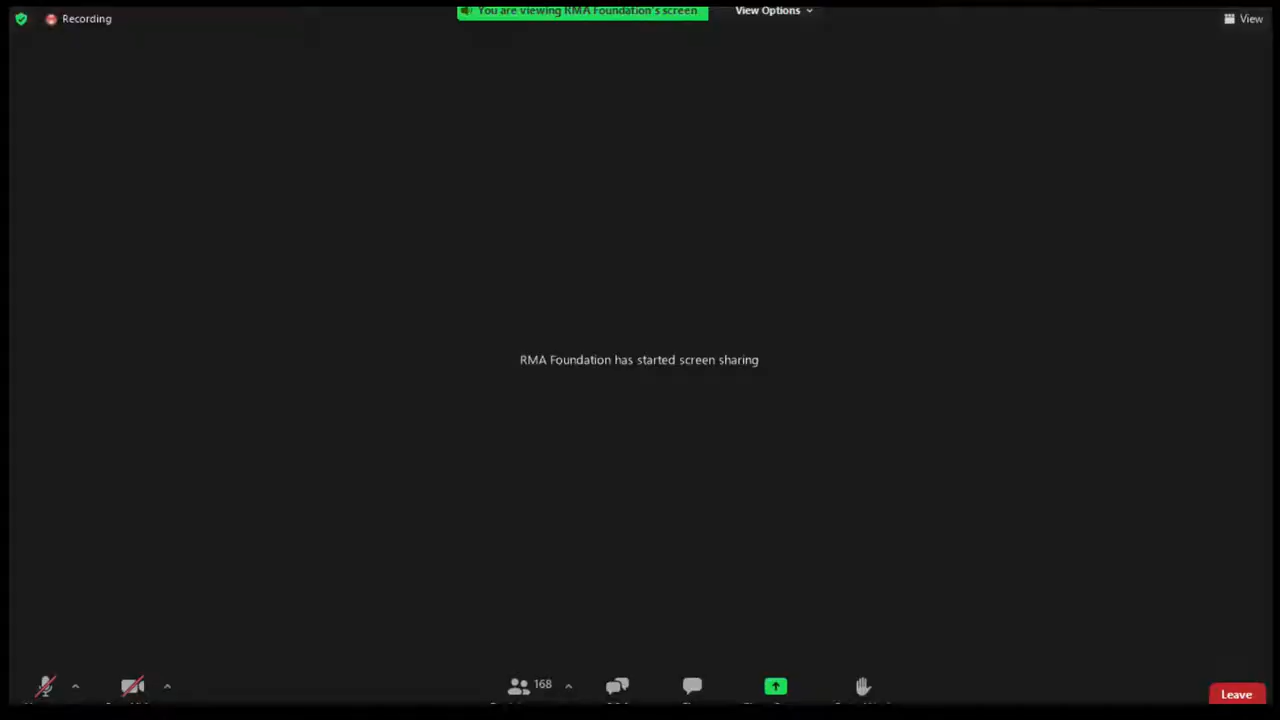 Recording
You are viewing RMA Foundation's screen
View Options
View
RMA Foundation has started screen sharing
168
Leave